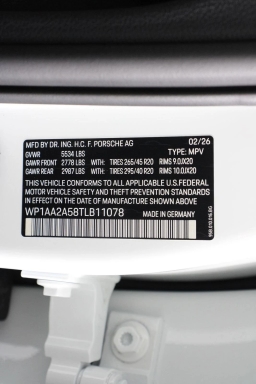 MFD BY DR. ING. H.C. F. PORSCHE AG 02/26
GVWR 5534 LBS TYPE: MPV
GAWR FRONT 2778 LBS WITH TIRES 265/45 R20 RIMS 9.0JX20
GAWR REAR 2987 LBS WITH TIRES 295/40 R20 RIMS 10.0JX20
THIS VEHICLE CONFORMS TO ALL APPLICABLE U.S.FEDERAL
MOTOR VEHICLE SAFETY AND THEFT PREVENTION STANDARDS
IN EFFECT ON THE DATE OF MANUFACTURE SHOWN ABOVE.
WP1AA2A58TLB11078